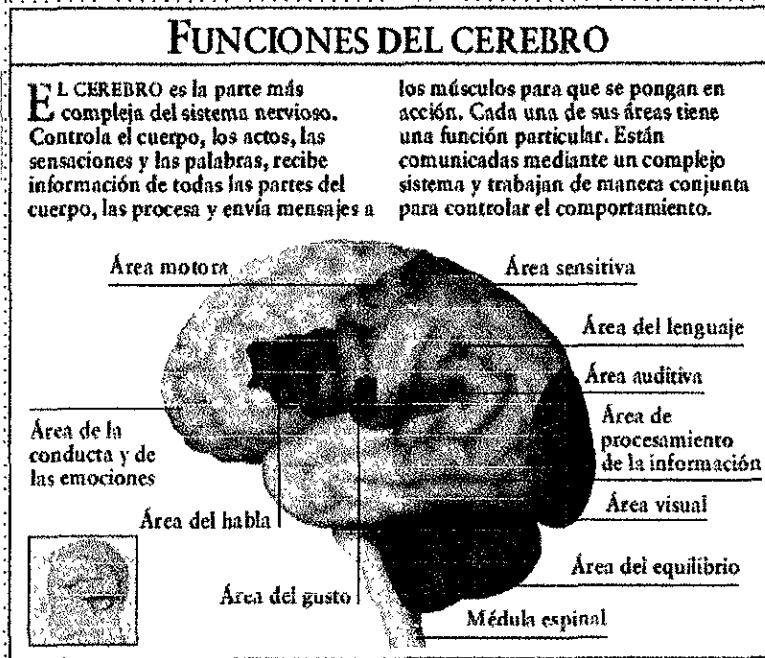 FUNCIONES DEL CEREBRO
EL CEREBRO es la parte más
compleja del sistema nervioso.
Controla el cuerpo, los actos, las
sensaciones y las palabras, recibe
información de todas las partes del
cuerpo, las procesa y envía mensajes a
los músculos para que se pongan en
acción. Cada una de sus áreas tiene
una función particular. Están
comunicadas mediante un complejo
sistema y trabajan de manera conjunta
para controlar el comportamiento.
Área motora
Área sensitiva
Área del lenguaje
Área auditiva
Área de
procesamiento
de la información
Área de la
conducta y de
las emociones
Área visual
Área del habla
Área del equilibrio
Área del gusto
Médula espinal